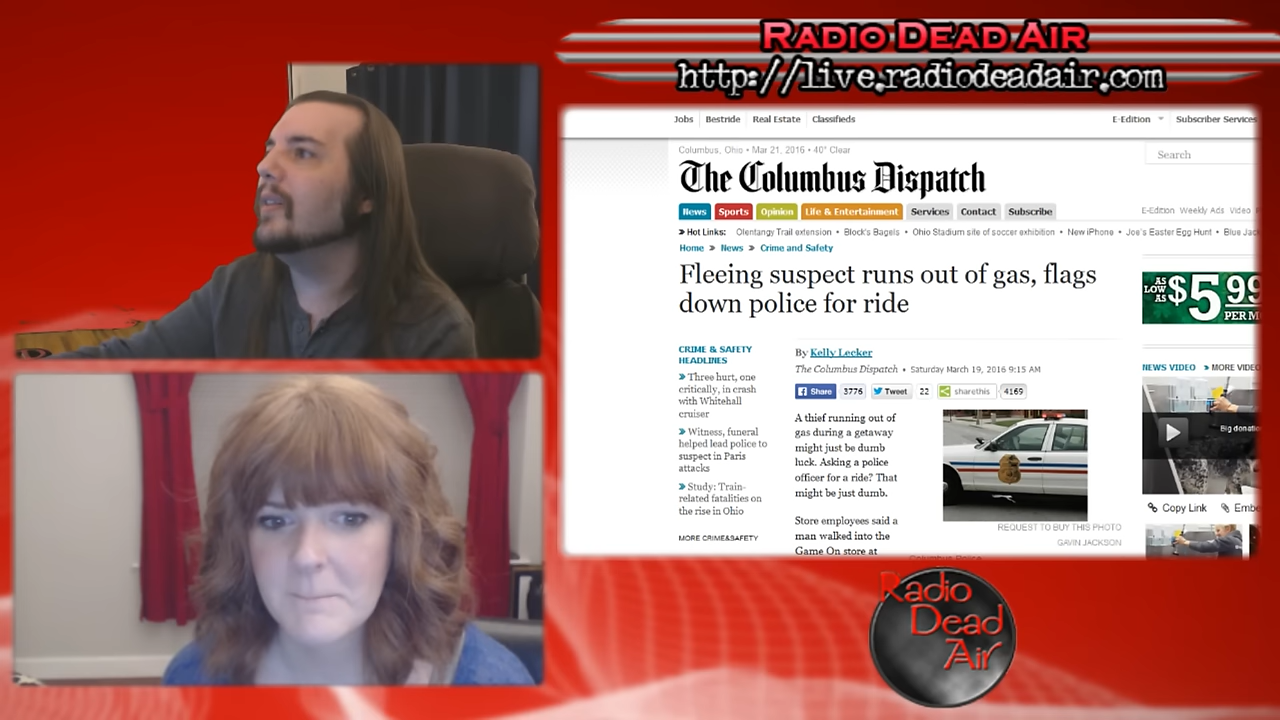 RADIO DEAD AIR
http://live.radiodeadair.com
Jobs Bestride Real Estate Classifieds
E-Edition Subscriber Services
Columbus, Ohio • Mar 21, 2016 • 40° Clear
Search
The Columbus Dispatch
News Sports Opinion Life & Entertainment Services Contact Subscribe
E-Edition Weekly Ads Video
Hot Links: Olentangy Trail extension • Block's Bagels • Ohio Stadium site of soccer exhibition • New iPhone • Joe's Easter Egg Hunt • Blue Jac
Home » News » Crime and Safety
Fleeing suspect runs out of gas, flags
down police for ride
AS LOW AS $5 99 PER M
CRIME & SAFETY
HEADLINES
» Three hurt, one
critically, in crash
with Whitehall
cruiser
» Witness, funeral
helped lead police to
suspect in Paris
attacks
» Study: Train-
related fatalities on
the rise in Ohio
MORE CRIME&SAFETY
By Kelly Lecker
The Columbus Dispatch • Saturday March 19, 2016 9:15 AM
Share 3776 Tweet 22 sharethis 4169
A thief running out of
gas during a getaway
might just be dumb
luck. Asking a police
officer for a ride? That
might be just dumb.
Store employees said a
man walked into the
Game On store at
REQUEST TO BUY THIS PHOTO
GAVIN JACKSON
Columbus Police
NEWS VIDEO » MORE VIDEO
Big donatio
Copy Link Embe
Radio
Dead
Air